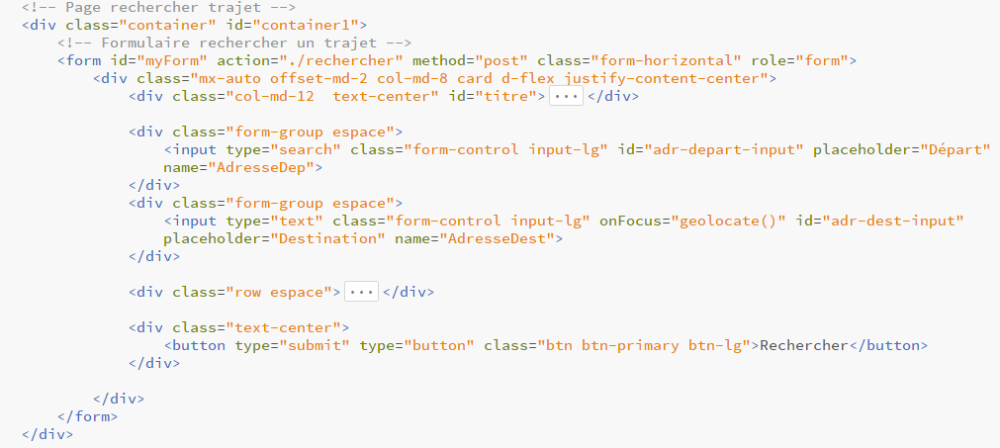 <!-- Page rechercher trajet -->
<div class="container" id="container1">
<!-- Formulaire rechercher un trajet -->
<form id="myForm" action="./rechercher" method="post" class="form-horizontal" role="form">
<div class="mx-auto offset-md-2 col-md-8 card d-flex justify-content-center">
<div class="col-md-12  text-center" id="titre">...</div>
<div class="form-group espace">
<input type="search" class="form-control input-lg" id="adr-depart-input" placeholder="Départ"
name="AdresseDep">
</div>
<div class="form-group espace">
<input type="text" class="form-control input-lg" onFocus="geolocate()" id="adr-dest-input"
placeholder="Destination" name="AdresseDest">
</div>
<div class="row espace">...</div>
<div class="text-center">
<button type="submit" type="button" class="btn btn-primary btn-lg">Rechercher</button>
</div>
</div>
</form>
</div>